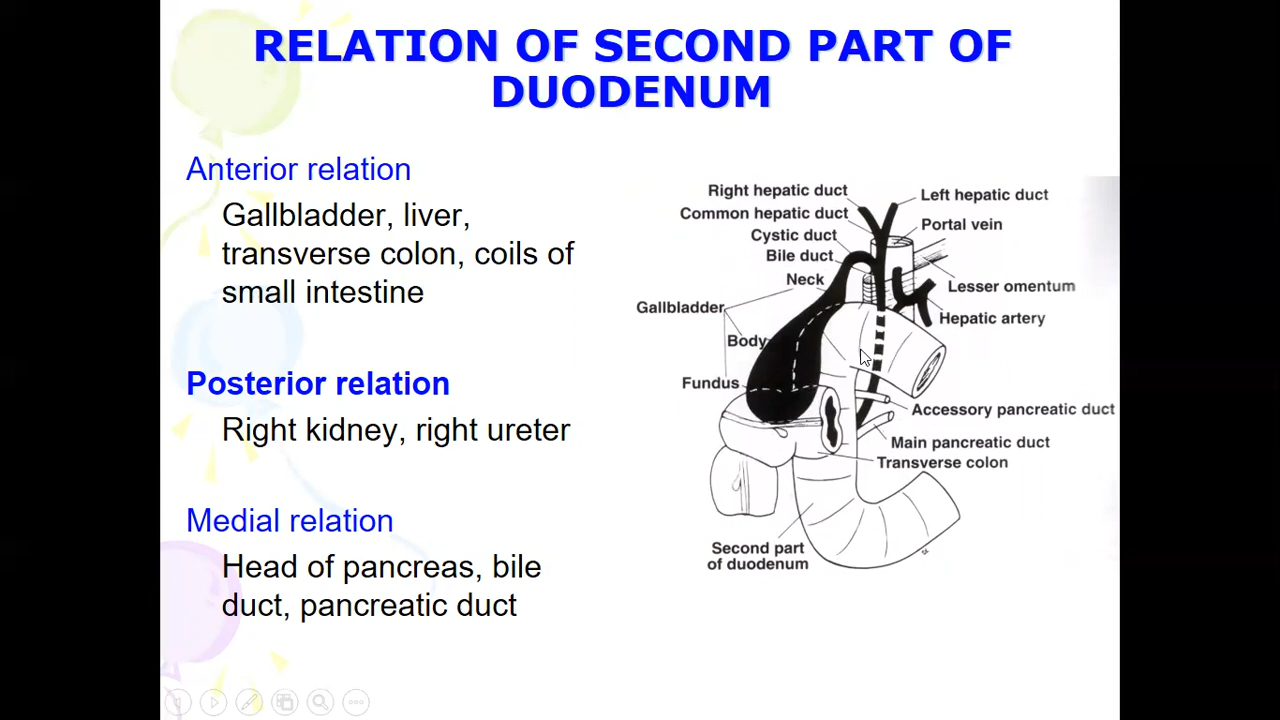 RELATION OF SECOND PART OF
DUODENUM
Anterior relation
Gallbladder, liver,
transverse colon, coils of
small intestine
Posterior relation
Right kidney, right ureter
Medial relation
Head of pancreas, bile
duct, pancreatic duct
Right hepatic duct
Left hepatic duct
Common hepatic duct
Portal vein
Cystic duct
Bile duct
Neck
Lesser omentum
Gallbladder
Hepatic artery
Body
Fundus
Accessory pancreatic duct
Main pancreatic duct
Transverse colon
Second part
of duodenum